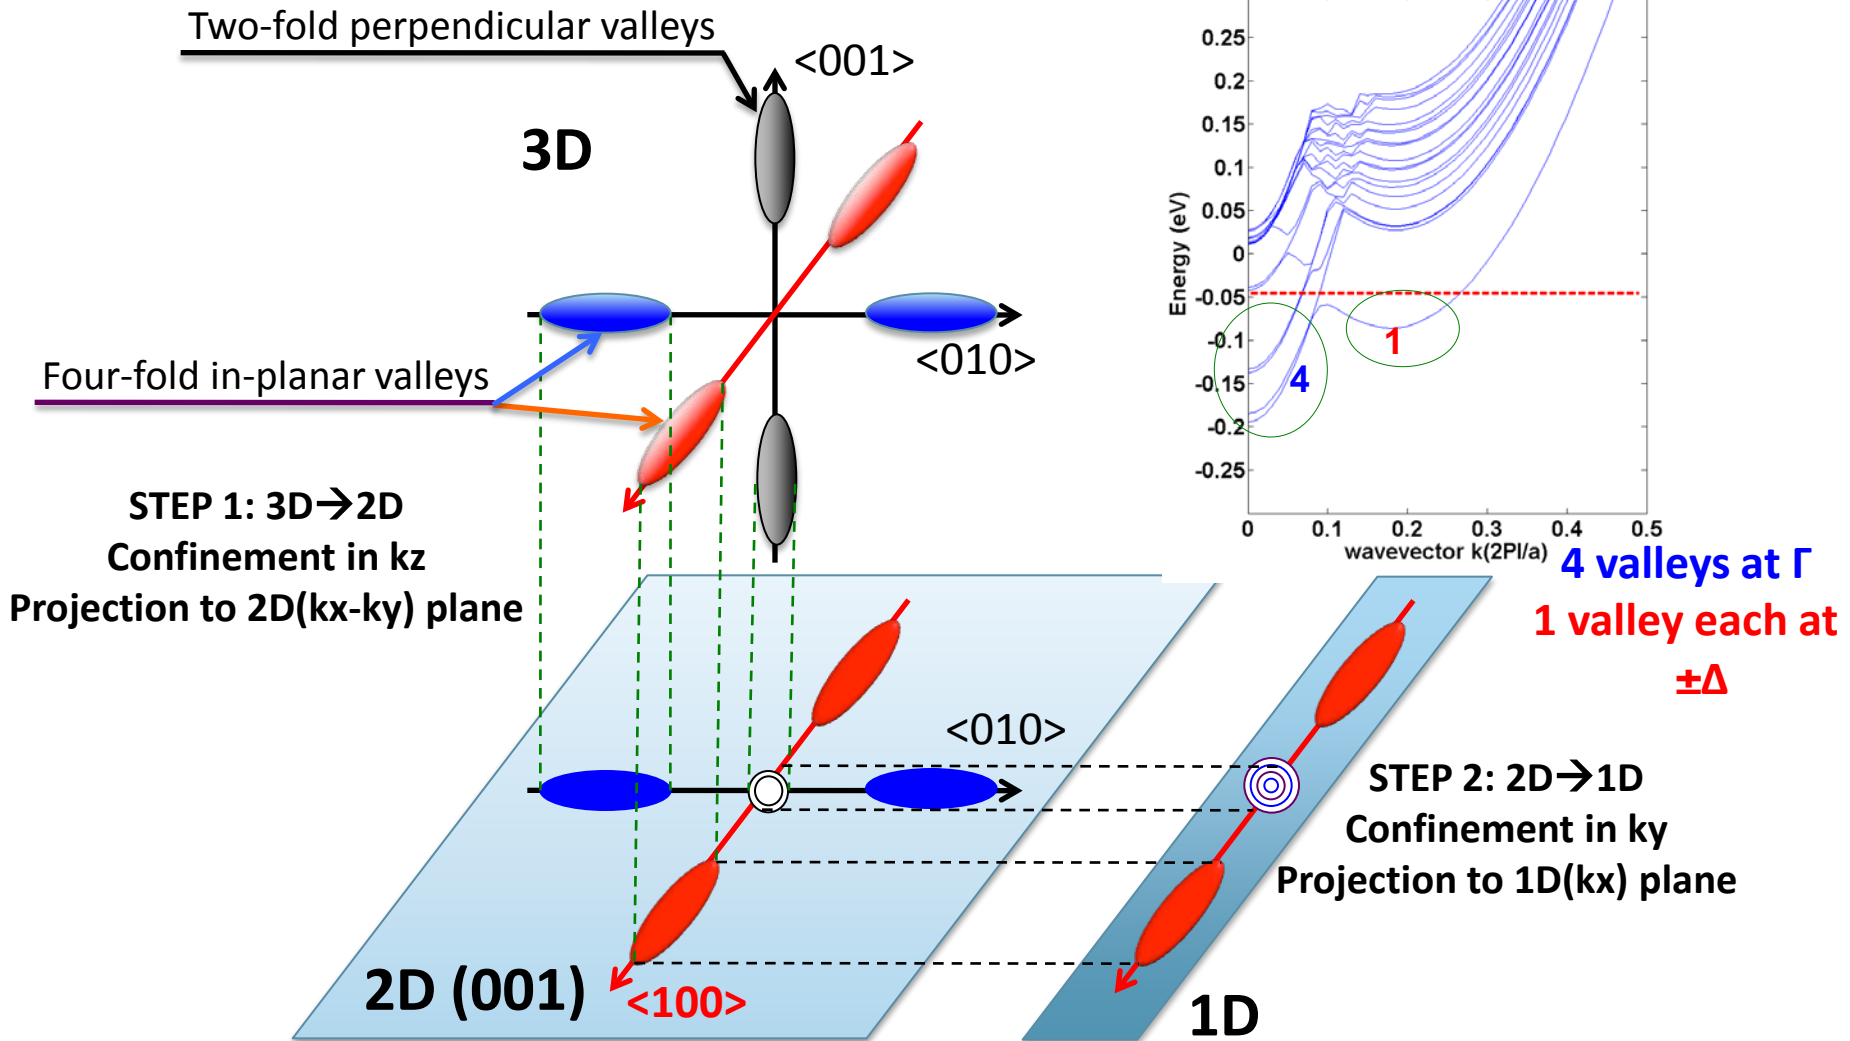 Two-fold perpendicular valleys
<001>
3D
<010>
Four-fold in-planar valleys
STEP 1: 3D→2D
Confinement in kz
Projection to 2D(kx-ky) plane
0.25
0.2
0.15
0.1
0.05
0
-0.05
-0.1
-0.15
-0.2
-0.25
Energy (eV)
1
4
0 0.1 0.2 0.3 0.4 0.5
wavevector k(2PI/a)
4 valleys at Γ
1 valley each at
±Δ
<010>
STEP 2: 2D→1D
Confinement in ky
Projection to 1D(kx) plane
2D (001)
<100>
1D